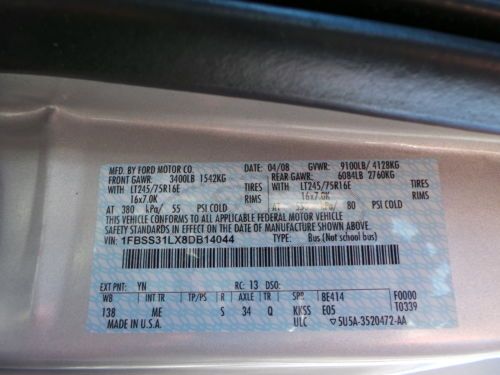 MFD. BY FORD MOTOR CO. DATE: 04/08 GVWR: 9100LB/ 4128KG
FRONT GAWR: 3400LB 1542KG REAR GAWR: 6084LB 2760KG
LT245/75R16E TIRES LT245/75R16E TIRES
16x7.0K RIMS 16x7.0K RIMS
AT 380 kPa/ 55 PSI COLD AT kPa/ 80 PSI COLD
THIS VEHICLE CONFORMS TO ALL APPLICABLE FEDERAL MOTOR VEHICLE
SAFETY STANDARDS IN EFFECT ON THE DATE OF MANUFACTURE SHOWN ABOVE.
VIN: 1FBSS31LX8DB14044 TYPE: Bus (Not school bus)
EXT PNT: YN RC: 13 DSO:
WB INT TR TP/PS R AXLE TR SPR 8E414 F0000
138 ME S 34 Q KKSS E05 T0339
MADE IN U.S.A. ULC ▽5U5A-3520472-AA